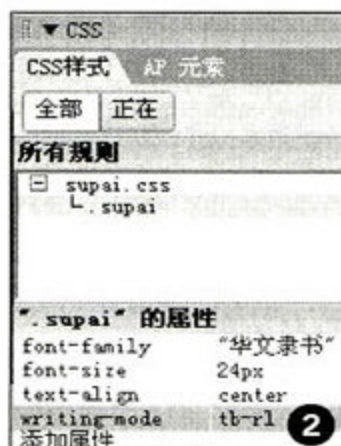 ▼ CSS
CSS样式 AP 元素
全部 正在
所有规则
supai.css
.supai
".supai" 的属性
font-family "华文隶书"
font-size 24px
text-align center
writing-mode tb-rl 2
添加属性